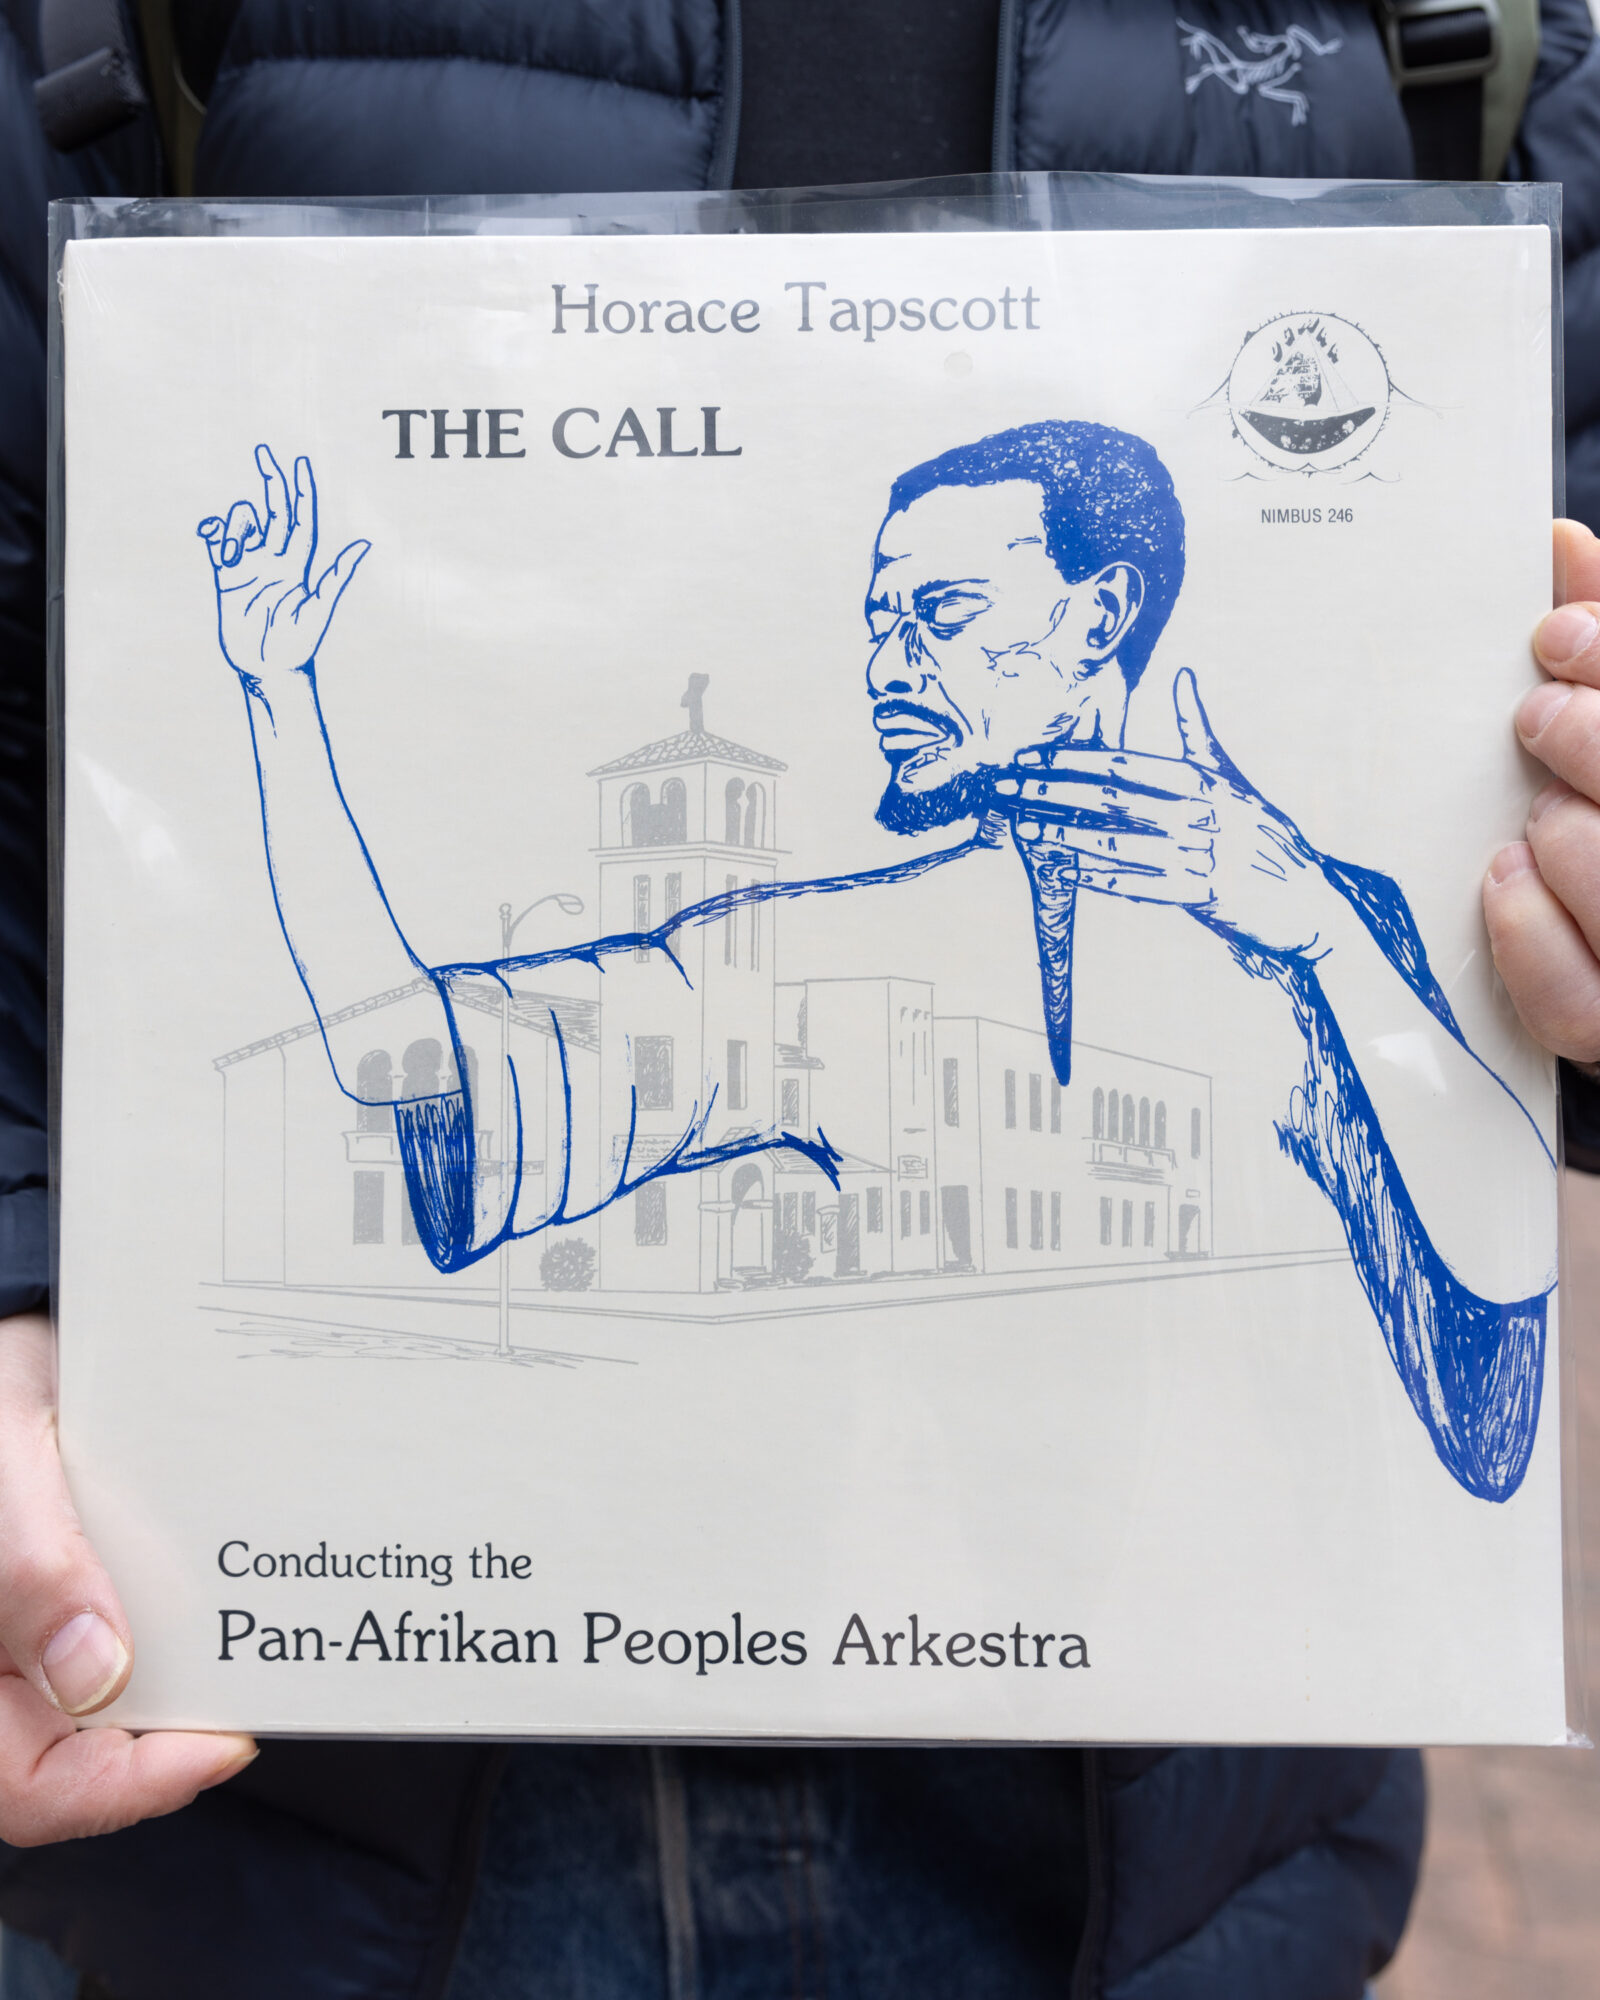 Horace Tapscott
THE CALL
NIMBUS 246
Conducting the
Pan-Afrikan Peoples Arkestra